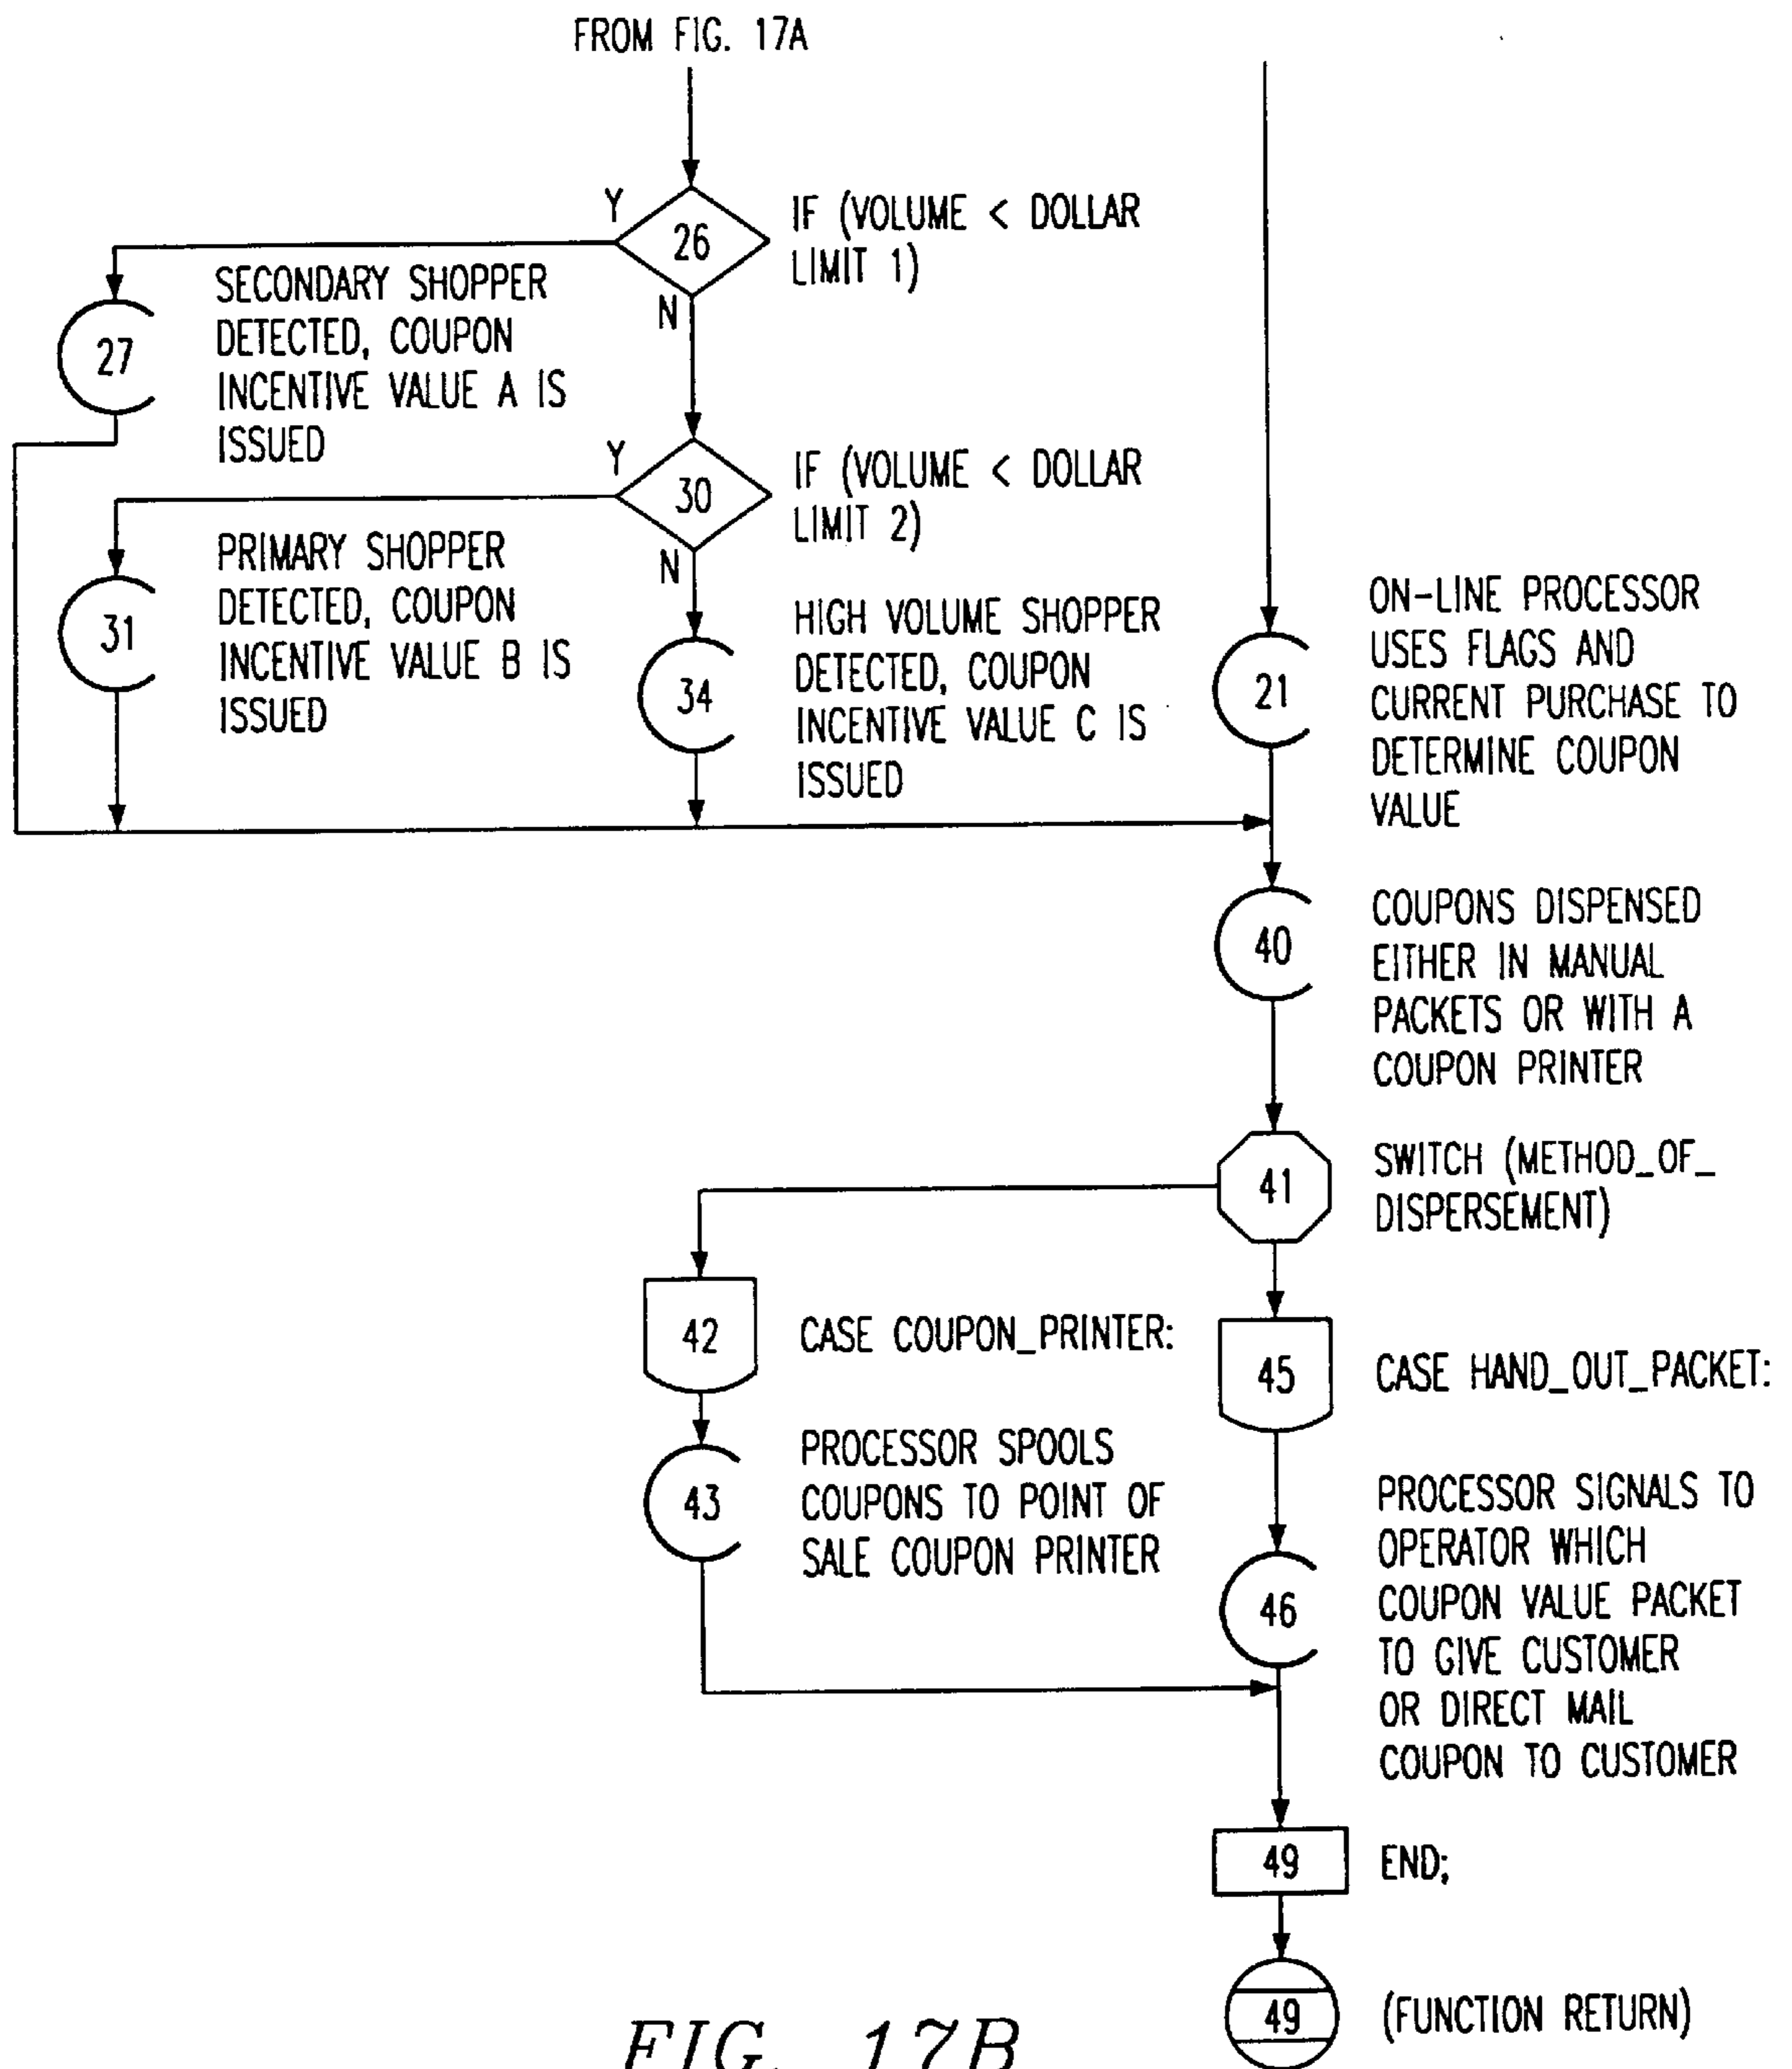 FROM FIG. 17A
Y
26
N
IF (VOLUME < DOLLAR
LIMIT 1)
27
SECONDARY SHOPPER
DETECTED, COUPON
INCENTIVE VALUE A IS
ISSUED
Y
30
N
IF (VOLUME < DOLLAR
LIMIT 2)
31
PRIMARY SHOPPER
DETECTED, COUPON
INCENTIVE VALUE B IS
ISSUED
34
HIGH VOLUME SHOPPER
DETECTED, COUPON
INCENTIVE VALUE C IS
ISSUED
21
ON-LINE PROCESSOR
USES FLAGS AND
CURRENT PURCHASE TO
DETERMINE COUPON
VALUE
40
COUPONS DISPENSED
EITHER IN MANUAL
PACKETS OR WITH A
COUPON PRINTER
41
SWITCH (METHOD_OF_
DISPERSEMENT)
42
CASE COUPON_PRINTER:
45
CASE HAND_OUT_PACKET:
43
PROCESSOR SPOOLS
COUPONS TO POINT OF
SALE COUPON PRINTER
46
PROCESSOR SIGNALS TO
OPERATOR WHICH
COUPON VALUE PACKET
TO GIVE CUSTOMER
OR DIRECT MAIL
COUPON TO CUSTOMER
49
END;
49
(FUNCTION RETURN)
FIG. 17B